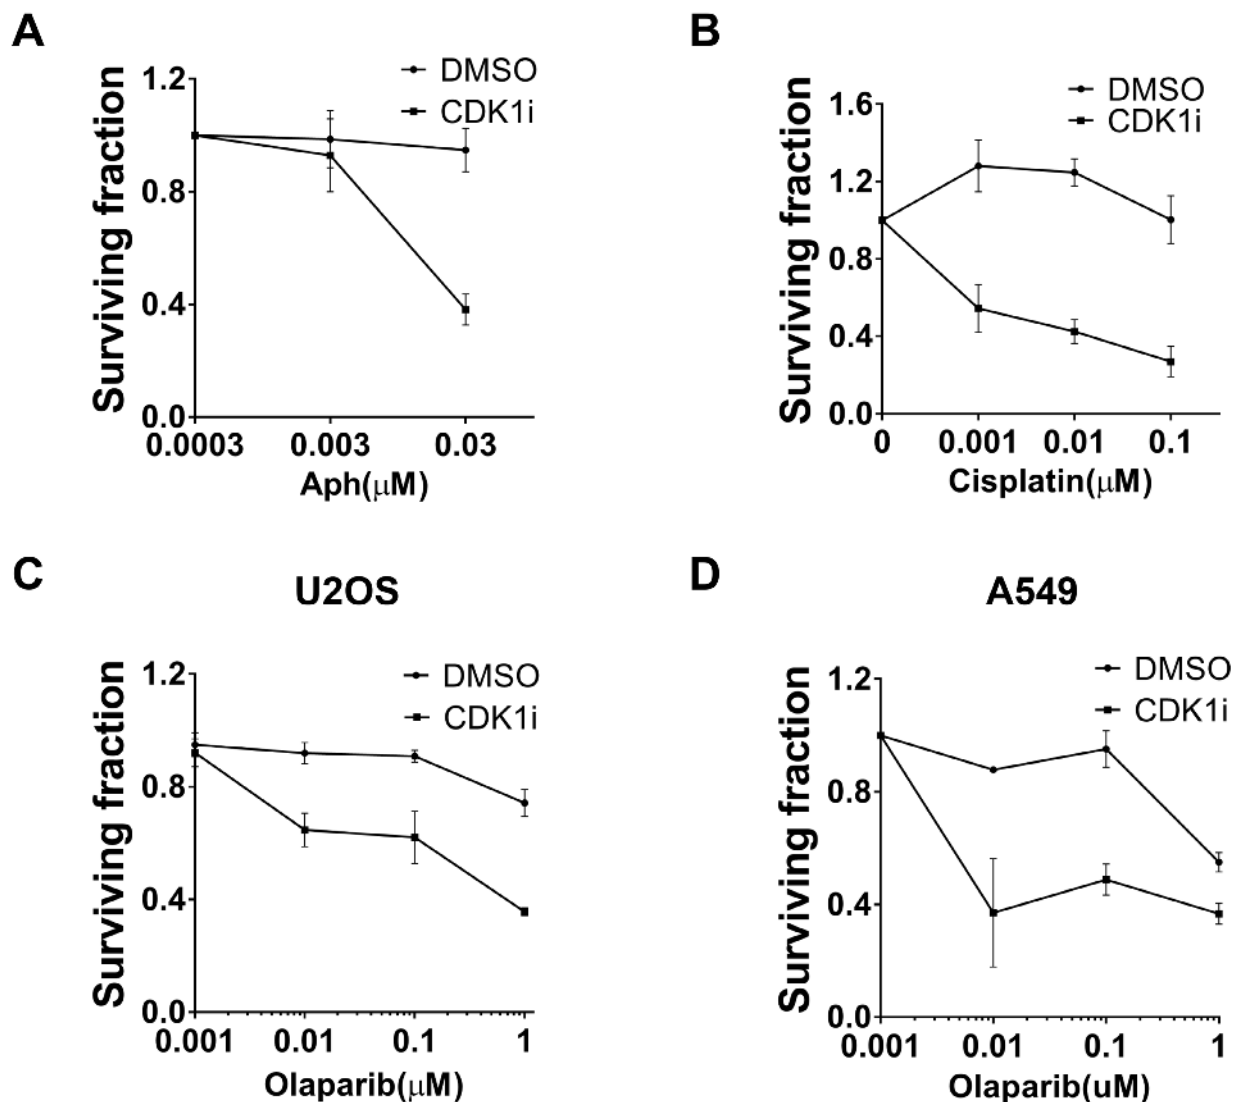 A
DMSO
CDK1i
Surviving fraction
1.2
0.8
0.4
0.0
0.0003 0.003 0.03
Aph(μM)
B
DMSO
CDK1i
Surviving fraction
1.6
1.2
0.8
0.4
0.0
0 0.001 0.01 0.1
Cisplatin(μM)
C
U2OS
DMSO
CDK1i
Surviving fraction
1.2
0.8
0.4
0.0
0.001 0.01 0.1 1
Olaparib(μM)
D
A549
DMSO
CDK1i
Surviving fraction
1.2
0.8
0.4
0.0
0.001 0.01 0.1 1
Olaparib(uM)